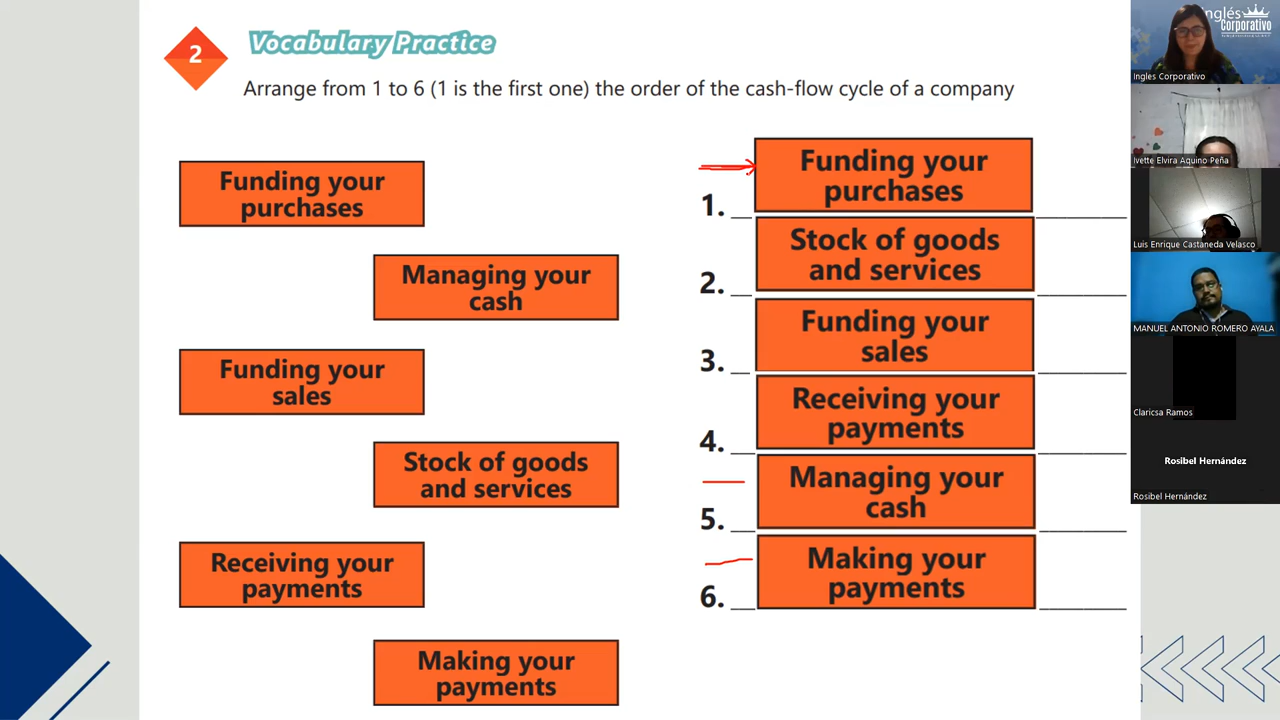 2
Vocabulary Practice
Arrange from 1 to 6 (1 is the first one) the order of the cash-flow cycle of a company
Funding your
purchases
Managing your
cash
Funding your
sales
Stock of goods
and services
Receiving your
payments
Making your
payments
1.
Funding your
purchases
2.
Stock of goods
and services
3.
Funding your
sales
4.
Receiving your
payments
5.
Managing your
cash
6.
Making your
payments
Inglés
Corporativo
Ingles Corporativo
Ivette Elvira Aquino Peña
Luis Enrique Castaneda Velasco
MANUEL ANTONIO ROMERO AYALA
Claricsa Ramos
Rosibel Hernández
Rosibel Hernández